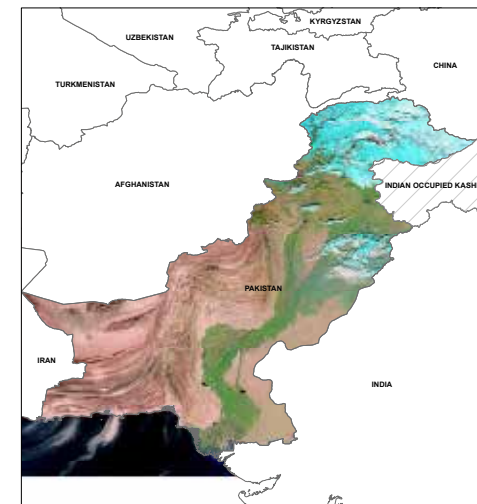 KYRGYZSTAN
UZBEKISTAN
TAJIKISTAN
CHINA
TURKMENISTAN
AFGHANISTAN
INDIAN OCCUPIED KASH
PAKISTAN
IRAN
INDIA